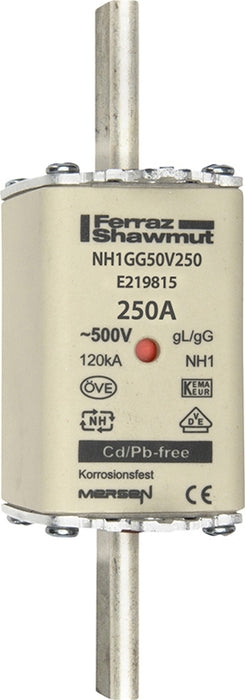 Ferraz
Shawmut
NH1GG50V250
E219815
250A
~500V gL/gG
120kA NH1
ÖVE KEMA
KEUR
NH VDE
Cd/Pb-free
Korrosionsfest
MERSEN CE